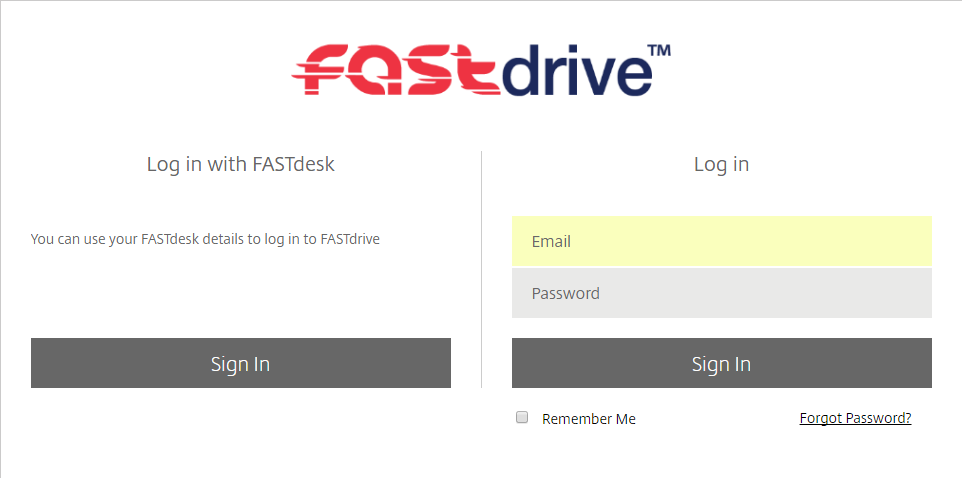 FASTdrive™
Log in with FASTdesk
You can use your FASTdesk details to log in to FASTdrive
Sign In
Log in
Email
Password
Sign In
Remember Me
Forgot Password?